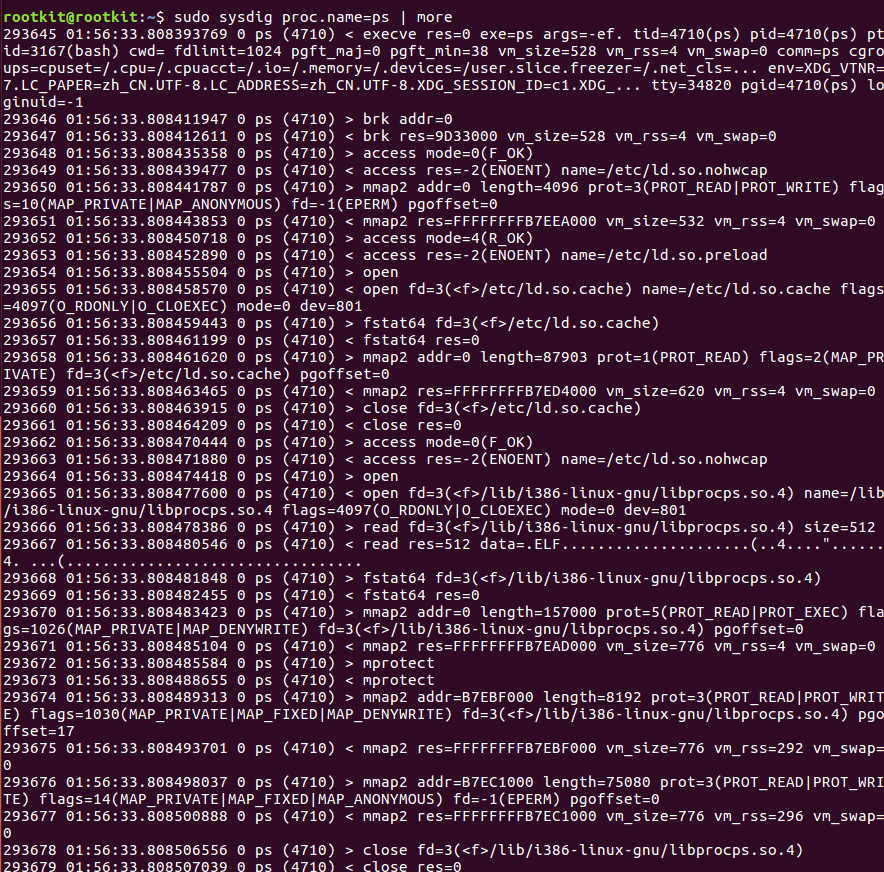 rootkit@rootkit:~$ sudo sysdig proc.name=ps | more
293645 01:56:33.808393769 0 ps (4710) < execve res=0 exe=ps args=-ef. tid=4710(ps) pid=4710(ps) pt
id=3167(bash) cwd= fdlimit=1024 pgft_maj=0 pgft_min=38 vm_size=528 vm_rss=4 vm_swap=0 comm=ps cgro
ups=cpuset=/.cpu=/.cpuacct=/.io=/.memory=/.devices=/user.slice.freezer=/.net_cls=... env=XDG_VTNR=
7.LC_PAPER=zh_CN.UTF-8.LC_ADDRESS=zh_CN.UTF-8.XDG_SESSION_ID=c1.XDG_... tty=34820 pgid=4710(ps) lo
ginuid=-1
293646 01:56:33.808411947 0 ps (4710) > brk addr=0
293647 01:56:33.808412611 0 ps (4710) < brk res=9D33000 vm_size=528 vm_rss=4 vm_swap=0
293648 01:56:33.808435358 0 ps (4710) > access mode=0(F_OK)
293649 01:56:33.808439477 0 ps (4710) < access res=-2(ENOENT) name=/etc/ld.so.nohwcap
293650 01:56:33.808441787 0 ps (4710) > mmap2 addr=0 length=4096 prot=3(PROT_READ|PROT_WRITE) flag
s=10(MAP_PRIVATE|MAP_ANONYMOUS) fd=-1(EPERM) pgoffset=0
293651 01:56:33.808443853 0 ps (4710) < mmap2 res=FFFFFFFFB7EEA000 vm_size=532 vm_rss=4 vm_swap=0
293652 01:56:33.808450718 0 ps (4710) > access mode=4(R_OK)
293653 01:56:33.808452890 0 ps (4710) < access res=-2(ENOENT) name=/etc/ld.so.preload
293654 01:56:33.808455504 0 ps (4710) > open
293655 01:56:33.808458570 0 ps (4710) < open fd=3(<f>/etc/ld.so.cache) name=/etc/ld.so.cache flags
=4097(O_RDONLY|O_CLOEXEC) mode=0 dev=801
293656 01:56:33.808459443 0 ps (4710) > fstat64 fd=3(<f>/etc/ld.so.cache)
293657 01:56:33.808461199 0 ps (4710) < fstat64 res=0
293658 01:56:33.808461620 0 ps (4710) > mmap2 addr=0 length=87903 prot=1(PROT_READ) flags=2(MAP_PR
IVATE) fd=3(<f>/etc/ld.so.cache) pgoffset=0
293659 01:56:33.808463465 0 ps (4710) < mmap2 res=FFFFFFFFB7ED4000 vm_size=620 vm_rss=4 vm_swap=0
293660 01:56:33.808463915 0 ps (4710) > close fd=3(<f>/etc/ld.so.cache)
293661 01:56:33.808464209 0 ps (4710) < close res=0
293662 01:56:33.808470444 0 ps (4710) > access mode=0(F_OK)
293663 01:56:33.808471880 0 ps (4710) < access res=-2(ENOENT) name=/etc/ld.so.nohwcap
293664 01:56:33.808474418 0 ps (4710) > open
293665 01:56:33.808477600 0 ps (4710) < open fd=3(<f>/lib/i386-linux-gnu/libprocps.so.4) name=/lib
/i386-linux-gnu/libprocps.so.4 flags=4097(O_RDONLY|O_CLOEXEC) mode=0 dev=801
293666 01:56:33.808478386 0 ps (4710) > read fd=3(<f>/lib/i386-linux-gnu/libprocps.so.4) size=512
293667 01:56:33.808480546 0 ps (4710) < read res=512 data=.ELF.....................(..4...."......
4. ...(.................................
293668 01:56:33.808481848 0 ps (4710) > fstat64 fd=3(<f>/lib/i386-linux-gnu/libprocps.so.4)
293669 01:56:33.808482455 0 ps (4710) < fstat64 res=0
293670 01:56:33.808483423 0 ps (4710) > mmap2 addr=0 length=157000 prot=5(PROT_READ|PROT_EXEC) fla
gs=1026(MAP_PRIVATE|MAP_DENYWRITE) fd=3(<f>/lib/i386-linux-gnu/libprocps.so.4) pgoffset=0
293671 01:56:33.808485104 0 ps (4710) < mmap2 res=FFFFFFFFB7EAD000 vm_size=776 vm_rss=4 vm_swap=0
293672 01:56:33.808485584 0 ps (4710) > mprotect
293673 01:56:33.808488655 0 ps (4710) < mprotect
293674 01:56:33.808489313 0 ps (4710) > mmap2 addr=B7EBF000 length=8192 prot=3(PROT_READ|PROT_WRIT
E) flags=1030(MAP_PRIVATE|MAP_FIXED|MAP_DENYWRITE) fd=3(<f>/lib/i386-linux-gnu/libprocps.so.4) pgo
ffset=17
293675 01:56:33.808493701 0 ps (4710) < mmap2 res=FFFFFFFFB7EBF000 vm_size=776 vm_rss=292 vm_swap=
0
293676 01:56:33.808498037 0 ps (4710) > mmap2 addr=B7EC1000 length=75080 prot=3(PROT_READ|PROT_WRI
TE) flags=14(MAP_PRIVATE|MAP_FIXED|MAP_ANONYMOUS) fd=-1(EPERM) pgoffset=0
293677 01:56:33.808500888 0 ps (4710) < mmap2 res=FFFFFFFFB7EC1000 vm_size=776 vm_rss=296 vm_swap=
0
293678 01:56:33.808506556 0 ps (4710) > close fd=3(<f>/lib/i386-linux-gnu/libprocps.so.4)
293679 01:56:33.808507039 0 ps (4710) < close res=0